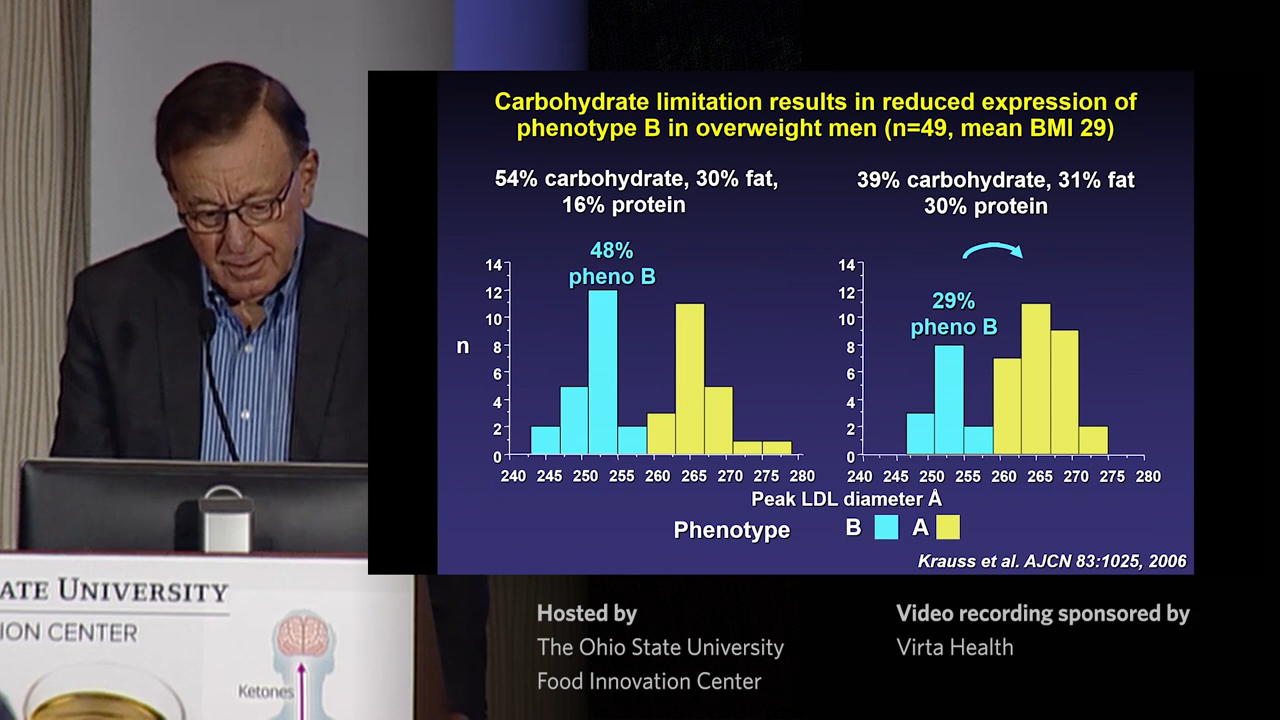 Carbohydrate limitation results in reduced expression of
phenotype B in overweight men (n=49, mean BMI 29)
54% carbohydrate, 30% fat,
16% protein
39% carbohydrate, 31% fat
30% protein
48%
pheno B
29%
pheno B
n
14
12
10
8
6
4
2
0
240 245 250 255 260 265 270 275 280
14
12
10
8
6
4
2
0
240 245 250 255 260 265 270 275 280
Peak LDL diameter Å
Phenotype B A
Krauss et al. AJCN 83:1025, 2006
ATE UNIVERSITY
ION CENTER
Ketones
Hosted by
The Ohio State University
Food Innovation Center
Video recording sponsored by
Virta Health